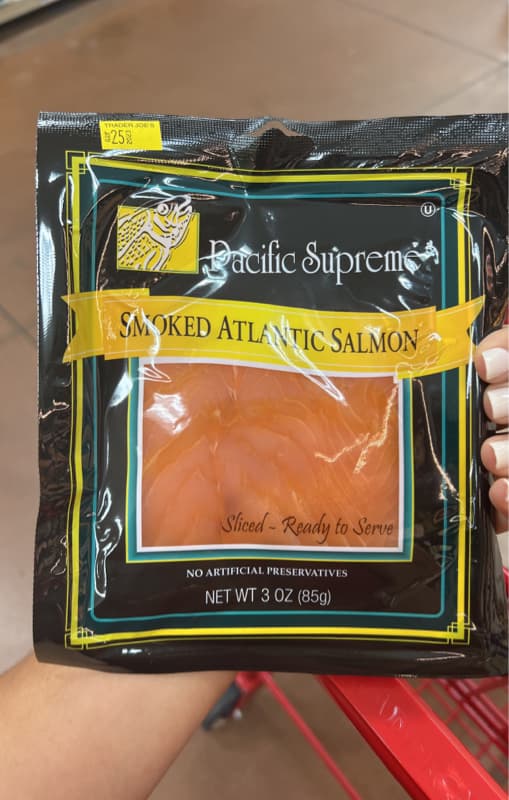 TRADER JOE'S
25
U
Pacific Supreme
SMOKED ATLANTIC SALMON
Sliced ~ Ready to Serve
NO ARTIFICIAL PRESERVATIVES
NET WT 3 OZ (85g)